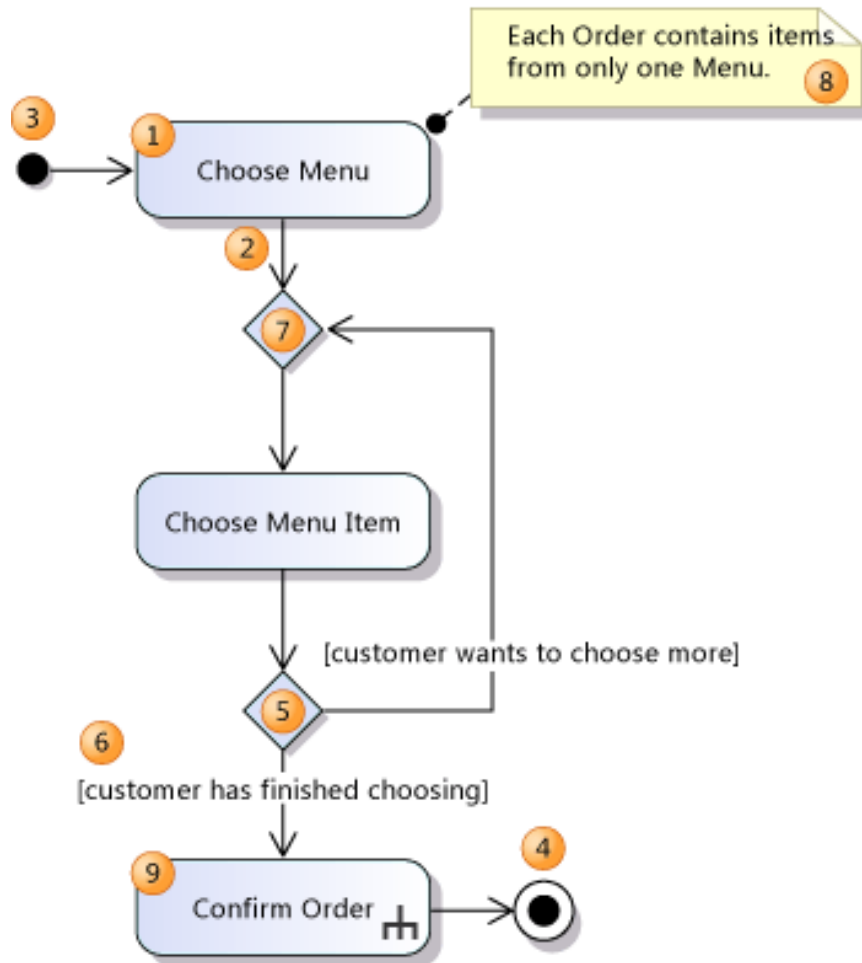 Each Order contains items
from only one Menu.
8
3
1
Choose Menu
2
7
Choose Menu Item
[customer wants to choose more]
5
6
[customer has finished choosing]
4
9
Confirm Order